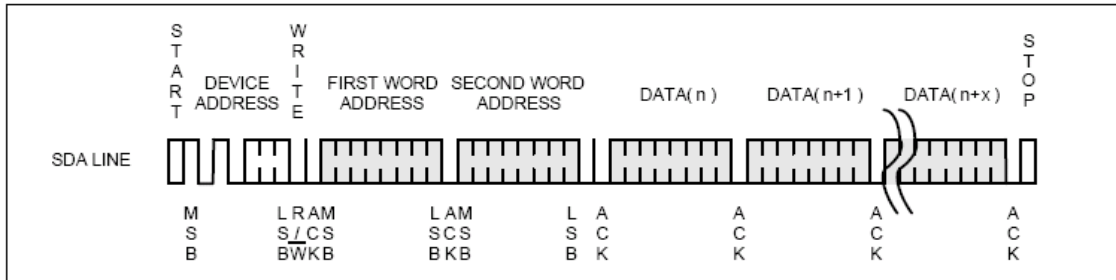 START
DEVICE ADDRESS
WRITE
FIRST WORD ADDRESS
SECOND WORD ADDRESS
DATA( n )
DATA( n+1 )
DATA( n+x )
STOP
SDA LINE
MSB
LSB
R/W
ACK
MSB
LSB
ACK
MSB
LSB
ACK
ACK
ACK
ACK